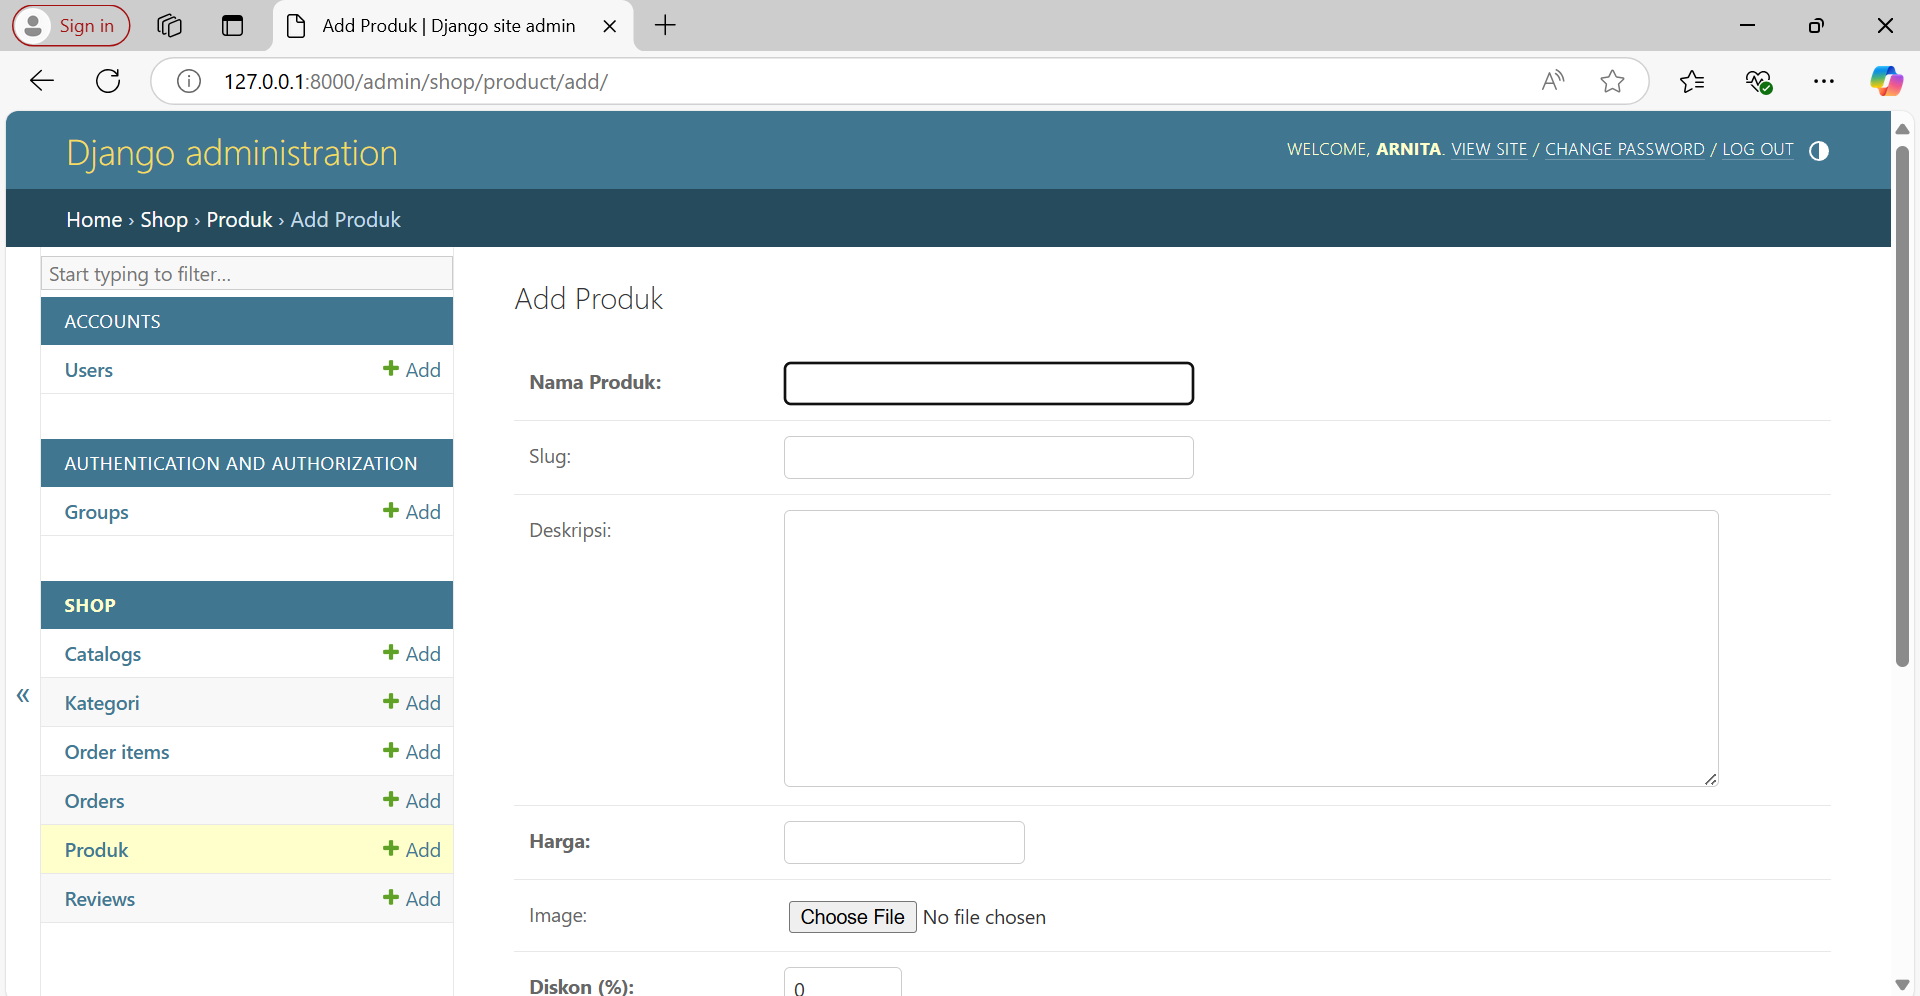 Sign in
Add Produk | Django site admin
127.0.0.1:8000/admin/shop/product/add/
Django administration
WELCOME, ARNITA. VIEW SITE / CHANGE PASSWORD / LOG OUT
Home › Shop › Produk › Add Produk
Start typing to filter...
ACCOUNTS
Users
Add
AUTHENTICATION AND AUTHORIZATION
Groups
Add
SHOP
Catalogs
Add
Kategori
Add
Order items
Add
Orders
Add
Produk
Add
Reviews
Add
«
Add Produk
Nama Produk:
Slug:
Deskripsi:
Harga:
Image:
Choose File No file chosen
Diskon (%):
0